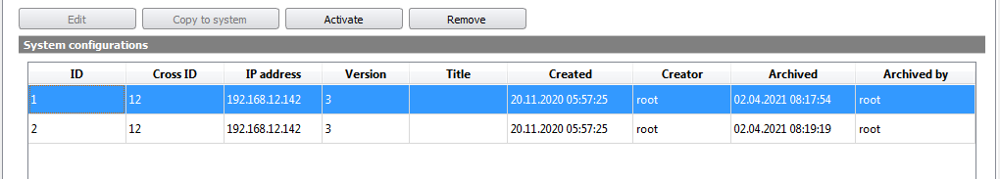 Edit Copy to system Activate Remove
System configurations
ID Cross ID IP address Version Title Created Creator Archived Archived by
1 12 192.168.12.142 3 20.11.2020 05:57:25 root 02.04.2021 08:17:54 root
2 12 192.168.12.142 3 20.11.2020 05:57:25 root 02.04.2021 08:19:19 root